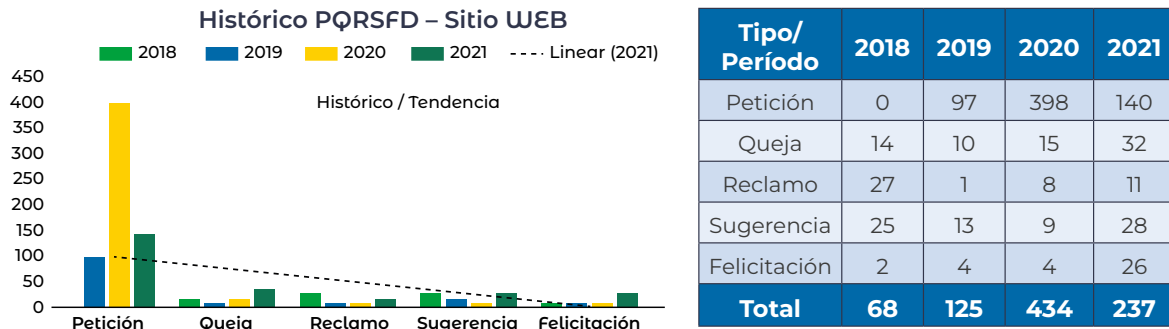 Histórico PQRSFD – Sitio WEB
2018 2019 2020 2021 Linear (2021)
Histórico / Tendencia
450
400
350
300
250
200
150
100
50
0
Petición Queja Reclamo Sugerencia Felicitación
Tipo/ Período 2018 2019 2020 2021
Petición 0 97 398 140
Queja 14 10 15 32
Reclamo 27 1 8 11
Sugerencia 25 13 9 28
Felicitación 2 4 4 26
Total 68 125 434 237